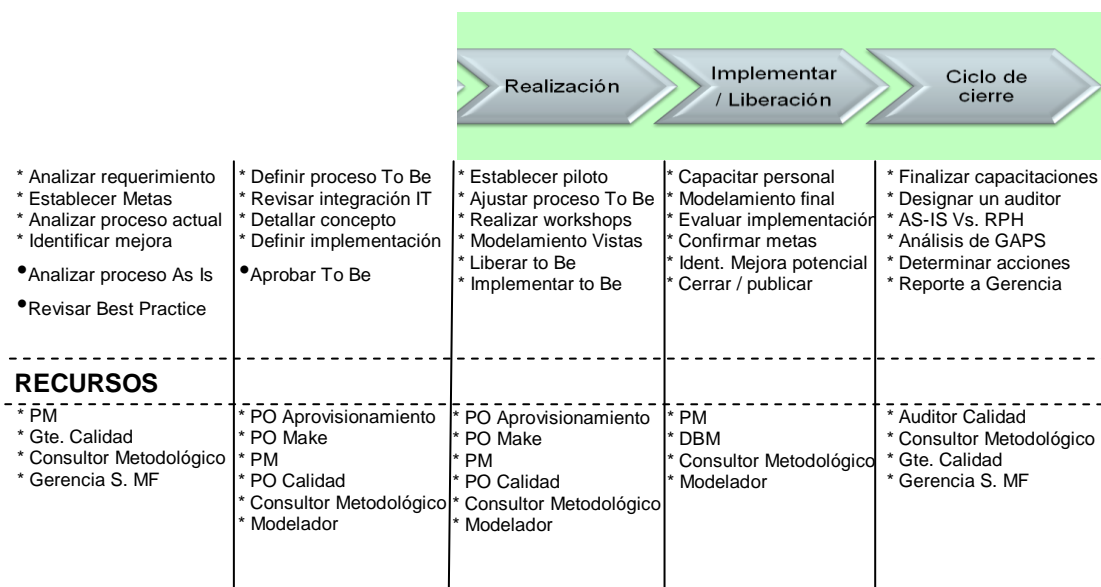 Realización
Implementar
/ Liberación
Ciclo de
cierre
* Analizar requerimiento
* Establecer Metas
* Analizar proceso actual
* Identificar mejora
•Analizar proceso As Is
•Revisar Best Practice
* Definir proceso To Be
* Revisar integración IT
* Detallar concepto
* Definir implementación
•Aprobar To Be
* Establecer piloto
* Ajustar proceso To Be
* Realizar workshops
* Modelamiento Vistas
* Liberar to Be
* Implementar to Be
* Capacitar personal
* Modelamiento final
* Evaluar implementación
* Confirmar metas
* Ident. Mejora potencial
* Cerrar / publicar
* Finalizar capacitaciones
* Designar un auditor
* AS-IS Vs. RPH
* Análisis de GAPS
* Determinar acciones
* Reporte a Gerencia
RECURSOS
* PM
* Gte. Calidad
* Consultor Metodológico
* Gerencia S. MF
* PO Aprovisionamiento
* PO Make
* PM
* PO Calidad
* Consultor Metodológico
* Modelador
* PO Aprovisionamiento
* PO Make
* PM
* PO Calidad
* Consultor Metodológico
* Modelador
* PM
* DBM
* Consultor Metodológico
* Modelador
* Auditor Calidad
* Consultor Metodológico
* Gte. Calidad
* Gerencia S. MF